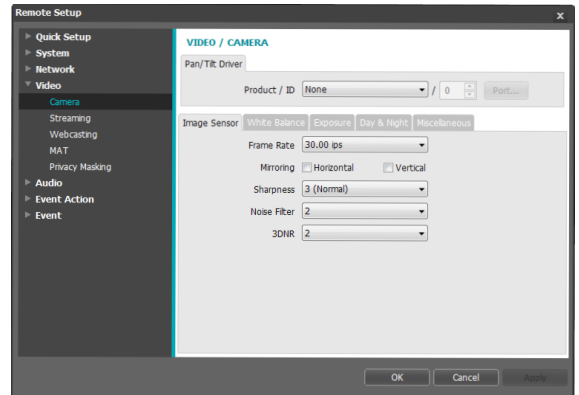 Remote Setup
x
Quick Setup
System
Network
Video
Camera
Streaming
Webcasting
MAT
Privacy Masking
Audio
Event Action
Event
VIDEO / CAMERA
Pan/Tilt Driver
Product / ID None / 0 Port...
Image Sensor White Balance Exposure Day & Night Miscellaneous
Frame Rate 30.00 ips
Mirroring Horizontal Vertical
Sharpness 3 (Normal)
Noise Filter 2
3DNR 2
OK Cancel Apply